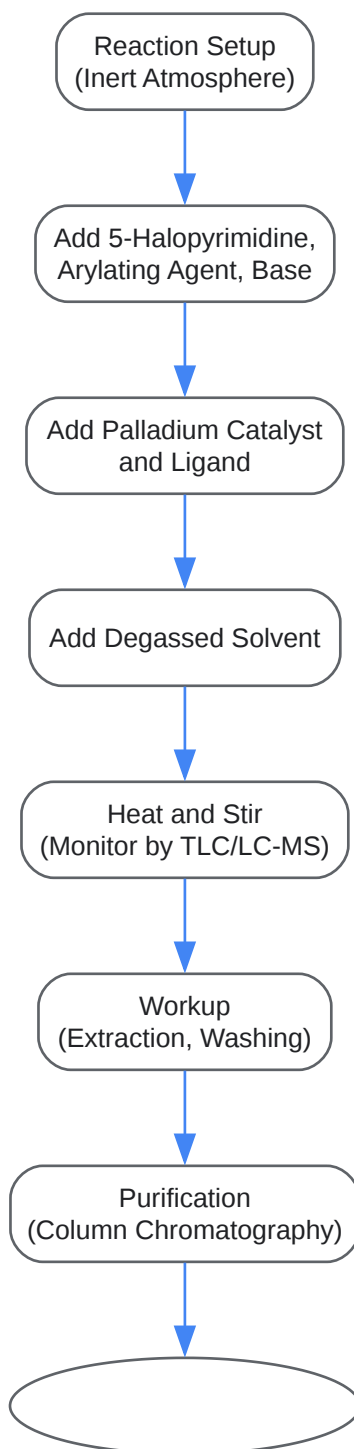 Reaction Setup
(Inert Atmosphere)
Add 5-Halopyrimidine,
Arylating Agent, Base
Add Palladium Catalyst
and Ligand
Add Degassed Solvent
Heat and Stir
(Monitor by TLC/LC-MS)
Workup
(Extraction, Washing)
Purification
(Column Chromatography)